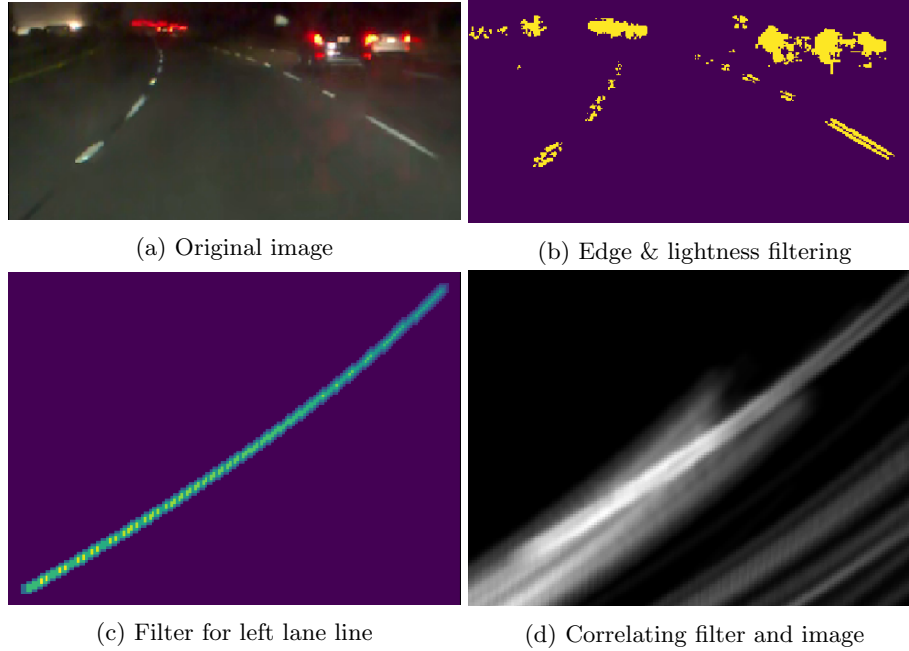 (a) Original image
(b) Edge & lightness filtering
(c) Filter for left lane line
(d) Correlating filter and image